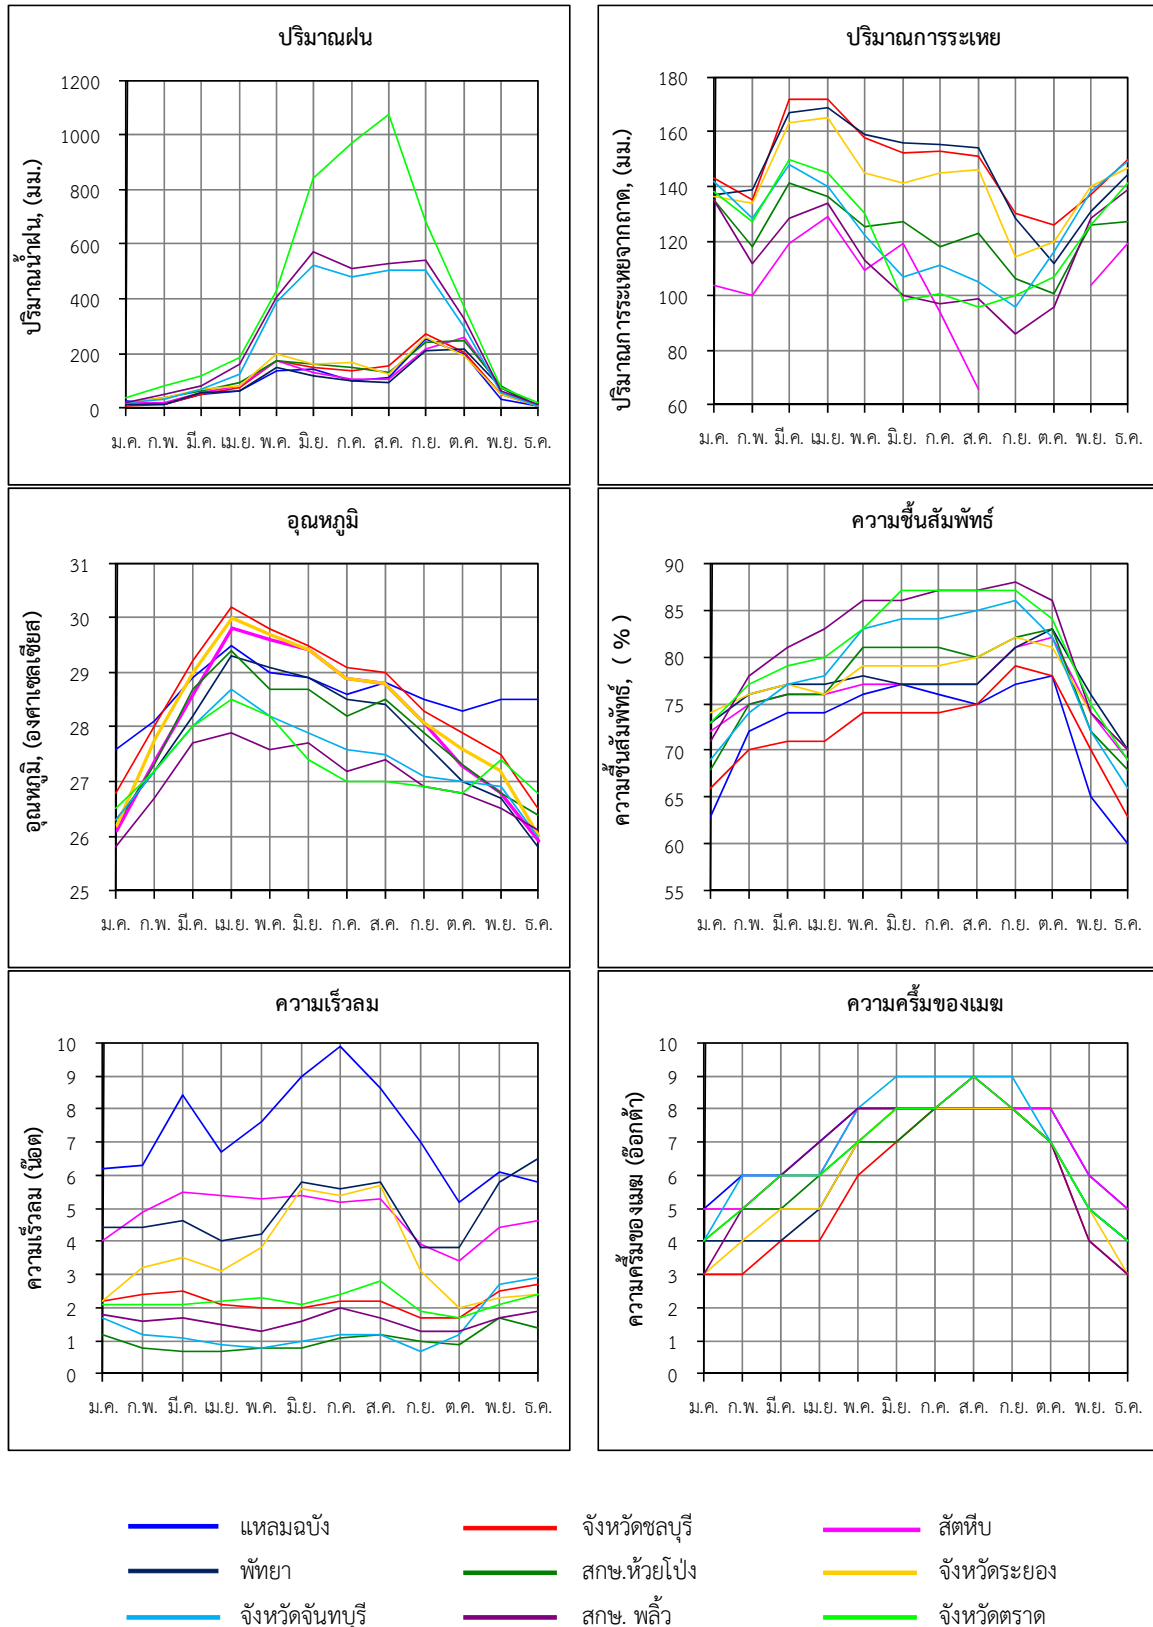 ปริมาณฝน
ปริมาณน้ำฝน, (มม.)
1200
1000
800
600
400
200
0
ม.ค. ก.พ. มี.ค. เม.ย. พ.ค. มิ.ย. ก.ค. ส.ค. ก.ย. ต.ค. พ.ย. ธ.ค.
ปริมาณการระเหย
ปริมาณการระเหยจากถาด, (มม.)
180
160
140
120
100
80
60
ม.ค. ก.พ. มี.ค. เม.ย. พ.ค. มิ.ย. ก.ค. ส.ค. ก.ย. ต.ค. พ.ย. ธ.ค.
อุณหภูมิ
อุณหภูมิ, (องศาเซลเซียส)
31
30
29
28
27
26
25
ม.ค. ก.พ. มี.ค. เม.ย. พ.ค. มิ.ย. ก.ค. ส.ค. ก.ย. ต.ค. พ.ย. ธ.ค.
ความชื้นสัมพัทธ์
ความชื้นสัมพัทธ์, ( % )
90
85
80
75
70
65
60
55
ม.ค. ก.พ. มี.ค. เม.ย. พ.ค. มิ.ย. ก.ค. ส.ค. ก.ย. ต.ค. พ.ย. ธ.ค.
ความเร็วลม
ความเร็วลม (น๊อต)
10
9
8
7
6
5
4
3
2
1
0
ม.ค. ก.พ. มี.ค. เม.ย. พ.ค. มิ.ย. ก.ค. ส.ค. ก.ย. ต.ค. พ.ย. ธ.ค.
ความครึ้มของเมฆ
ความครึ้มของเมฆ (อ๊อกต้า)
10
9
8
7
6
5
4
3
2
1
0
ม.ค. ก.พ. มี.ค. เม.ย. พ.ค. มิ.ย. ก.ค. ส.ค. ก.ย. ต.ค. พ.ย. ธ.ค.
แหลมฉบัง จังหวัดชลบุรี สัตหีบ
พัทยา สกษ.ห้วยโป่ง จังหวัดระยอง
จังหวัดจันทบุรี สกษ. พลิ้ว จังหวัดตราด